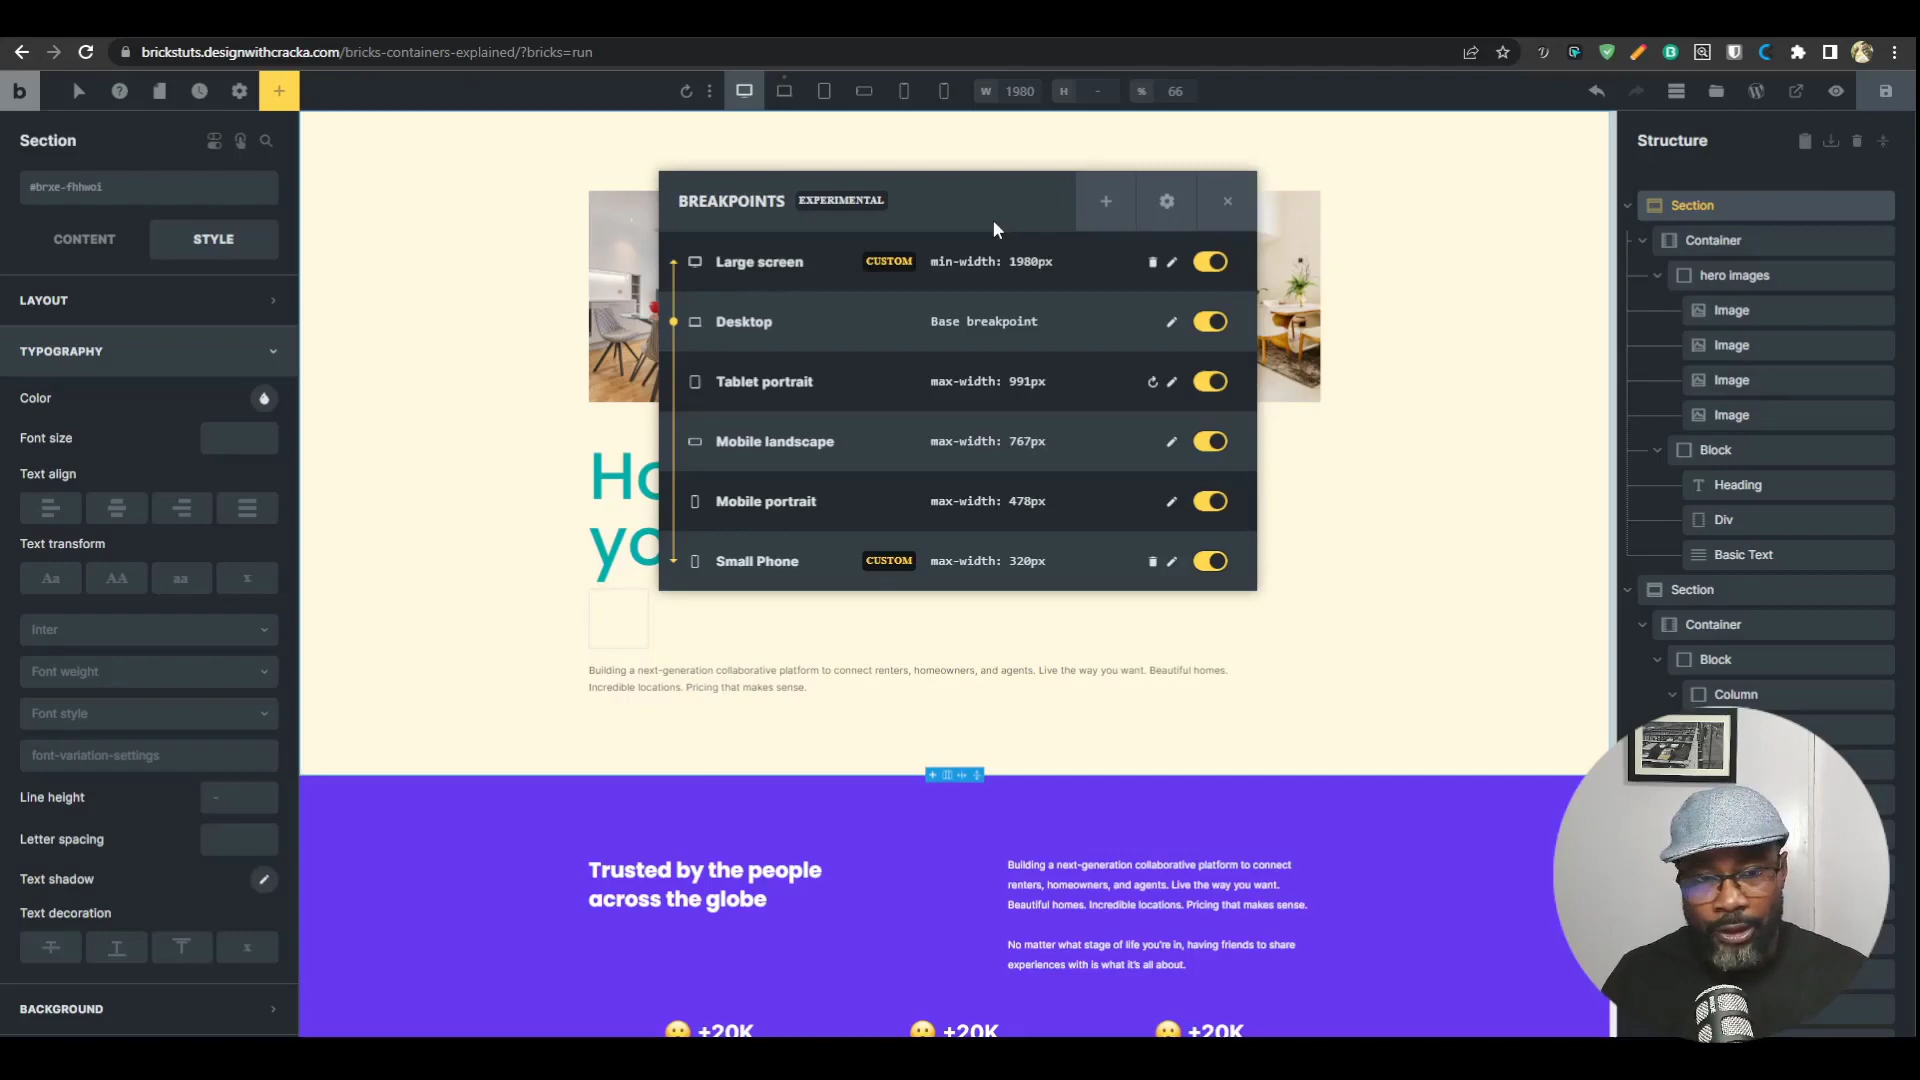 brickstuts.designwithcracka.com/bricks-containers-explained/?bricks=run
b
W 1980
H -
% 66
Section
#brxe-fhhwoi
CONTENT
STYLE
LAYOUT
TYPOGRAPHY
Color
Font size
Text align
Text transform
Aa
AA
aa
x
Inter
Font weight
Font style
font-variation-settings
Line height
-
Letter spacing
Text shadow
Text decoration
x
BACKGROUND
BREAKPOINTS EXPERIMENTAL
Large screen CUSTOM min-width: 1980px
Desktop Base breakpoint
Tablet portrait max-width: 991px
Mobile landscape max-width: 767px
Mobile portrait max-width: 478px
Small Phone CUSTOM max-width: 320px
Building a next-generation collaborative platform to connect renters, homeowners, and agents. Live the way you want. Beautiful homes.
Incredible locations. Pricing that makes sense.
Trusted by the people
across the globe
Building a next-generation collaborative platform to connect
renters, homeowners, and agents. Live the way you want.
Beautiful homes. Incredible locations. Pricing that makes sense.
No matter what stage of life you're in, having friends to share
experiences with is what it's all about.
+20K
+20K
+20K
Structure
Section
Container
hero images
Image
Image
Image
Image
Block
Heading
Div
Basic Text
Section
Container
Block
Column